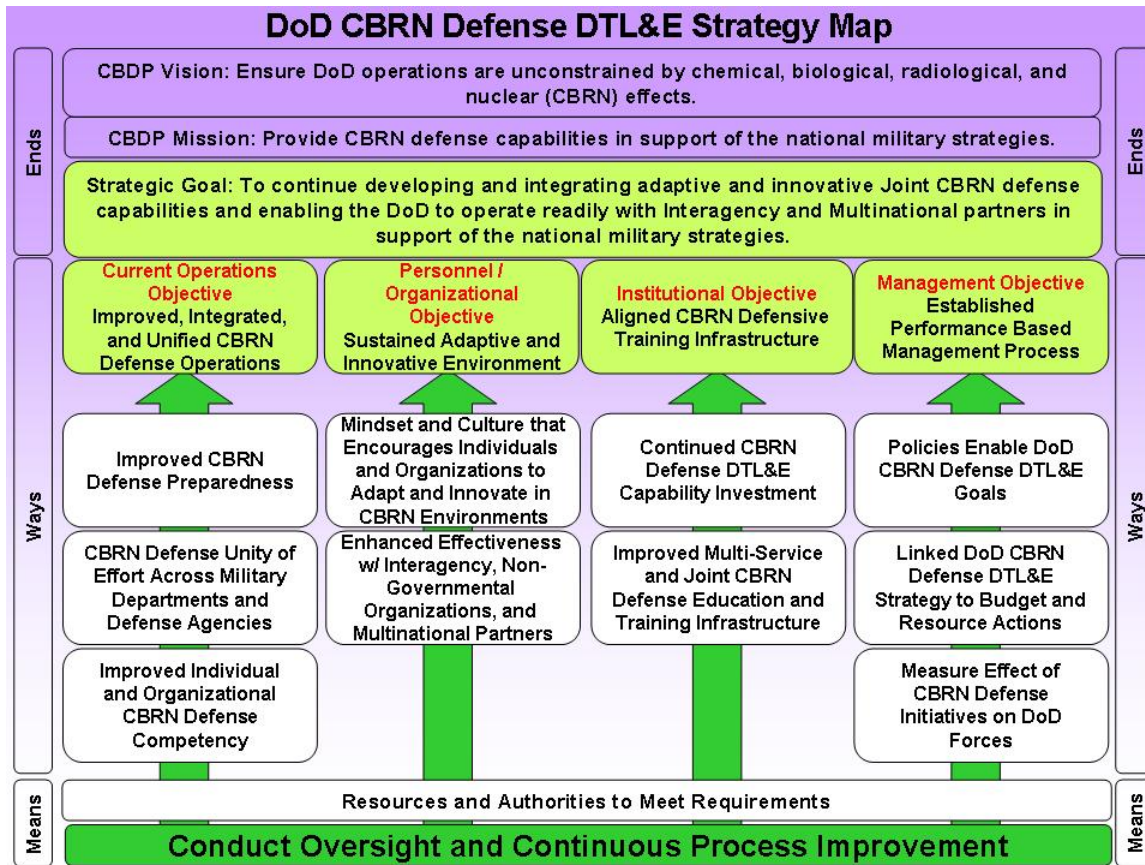 DoD CBRN Defense DTL&E Strategy Map
Ends
CBDP Vision: Ensure DoD operations are unconstrained by chemical, biological, radiological, and
nuclear (CBRN) effects.
CBDP Mission: Provide CBRN defense capabilities in support of the national military strategies.
Strategic Goal: To continue developing and integrating adaptive and innovative Joint CBRN defense
capabilities and enabling the DoD to operate readily with Interagency and Multinational partners in
support of the national military strategies.
Ends
Ways
Current Operations
Objective
Improved, Integrated,
and Unified CBRN
Defense Operations
Improved CBRN
Defense Preparedness
CBRN Defense Unity of
Effort Across Military
Departments and
Defense Agencies
Improved Individual
and Organizational
CBRN Defense
Competency
Personnel /
Organizational
Objective
Sustained Adaptive and
Innovative Environment
Mindset and Culture that
Encourages Individuals
and Organizations to
Adapt and Innovate in
CBRN Environments
Enhanced Effectiveness
w/ Interagency, Non-
Governmental
Organizations, and
Multinational Partners
Institutional Objective
Aligned CBRN Defensive
Training Infrastructure
Continued CBRN
Defense DTL&E
Capability Investment
Improved Multi-Service
and Joint CBRN
Defense Education and
Training Infrastructure
Management Objective
Established
Performance Based
Management Process
Policies Enable DoD
CBRN Defense DTL&E
Goals
Linked DoD CBRN
Defense DTL&E
Strategy to Budget and
Resource Actions
Measure Effect of
CBRN Defense
Initiatives on DoD
Forces
Ways
Means
Resources and Authorities to Meet Requirements
Conduct Oversight and Continuous Process Improvement
Means